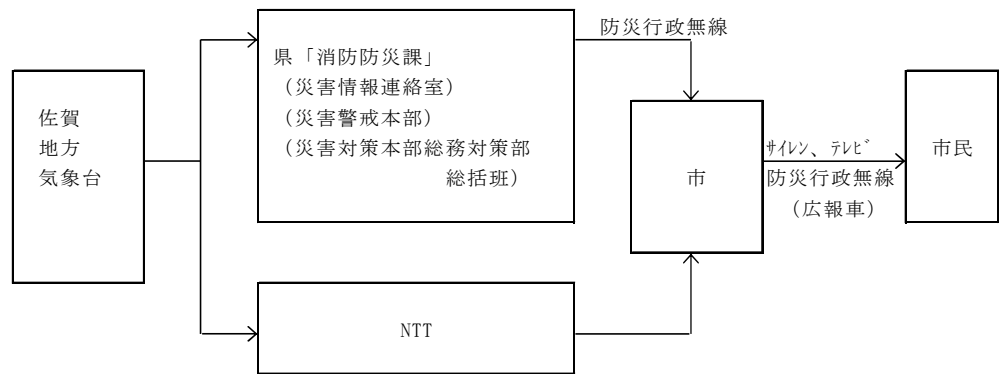 佐賀
地方
気象台
県「消防防災課」
（災害情報連絡室）
（災害警戒本部）
（災害対策本部総務対策部
総括班）
NTT
防災行政無線
市
ｻｲﾚﾝ、ﾃﾚﾋﾞ
防災行政無線
（広報車）
市民